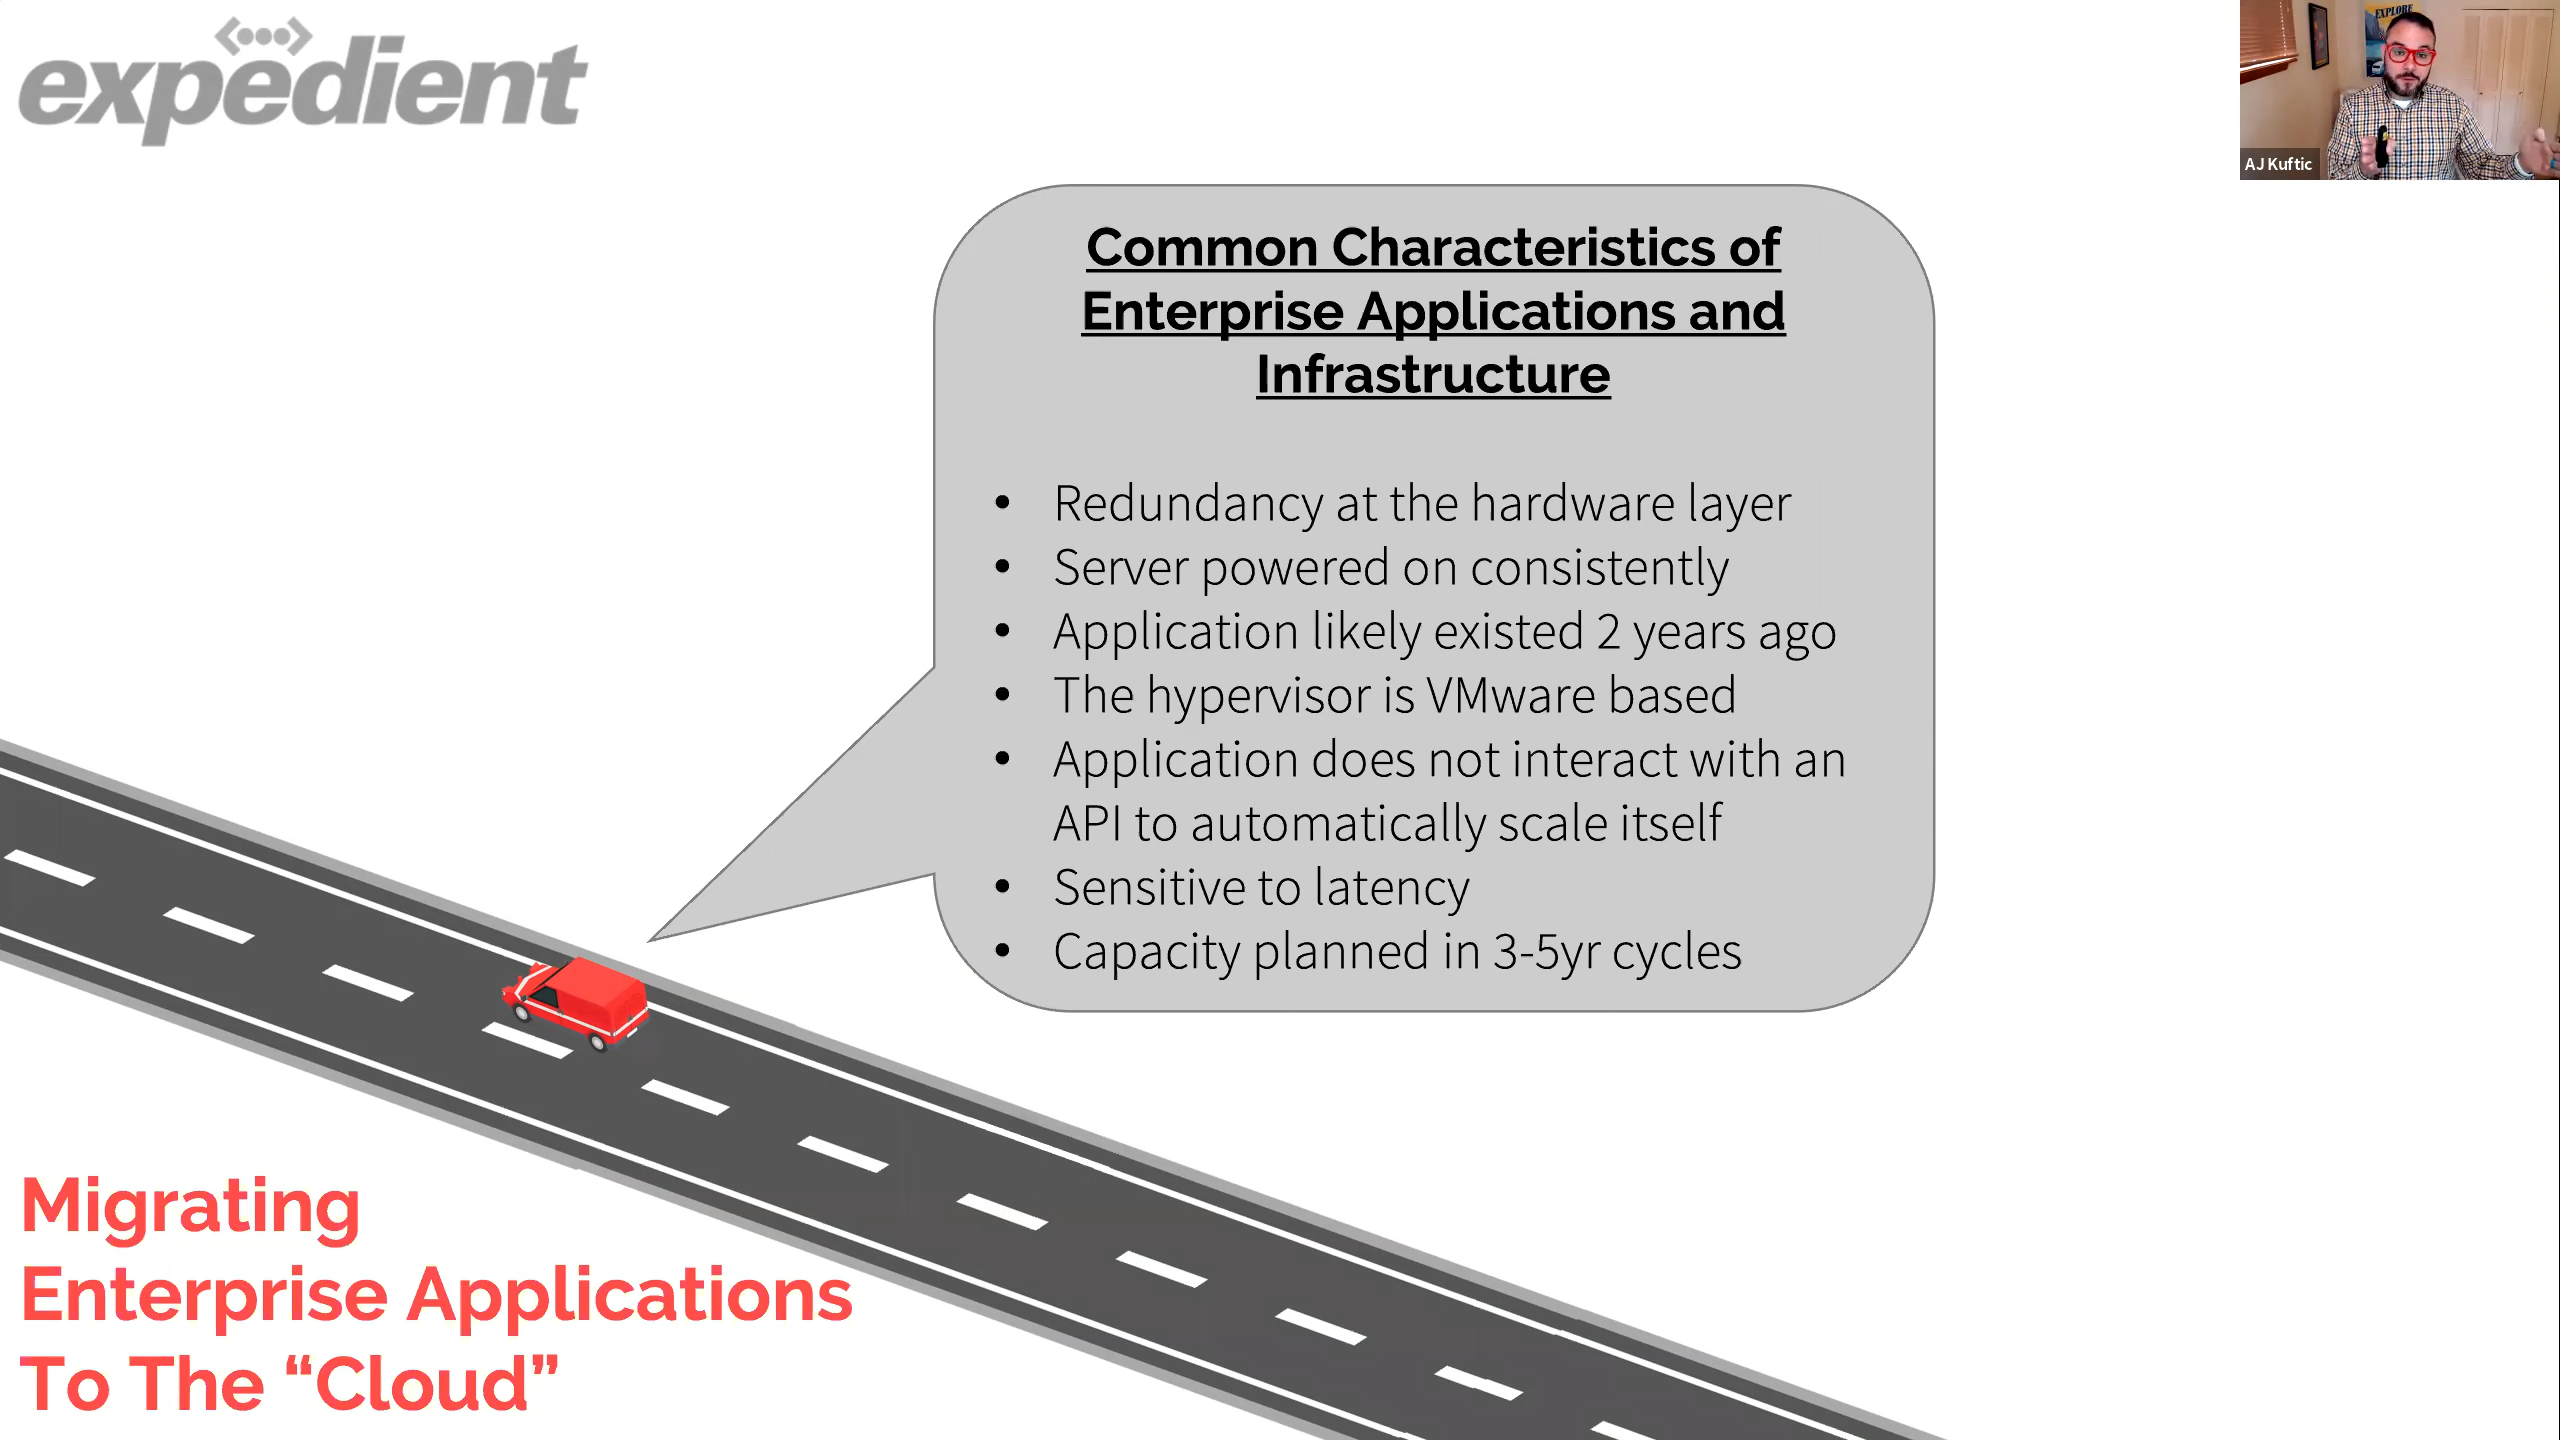 expedient
EXPLORE
AJ Kuftic
Common Characteristics of
Enterprise Applications and
Infrastructure
• Redundancy at the hardware layer
• Server powered on consistently
• Application likely existed 2 years ago
• The hypervisor is VMware based
• Application does not interact with an
API to automatically scale itself
• Sensitive to latency
• Capacity planned in 3-5yr cycles
Migrating
Enterprise Applications
To The “Cloud”